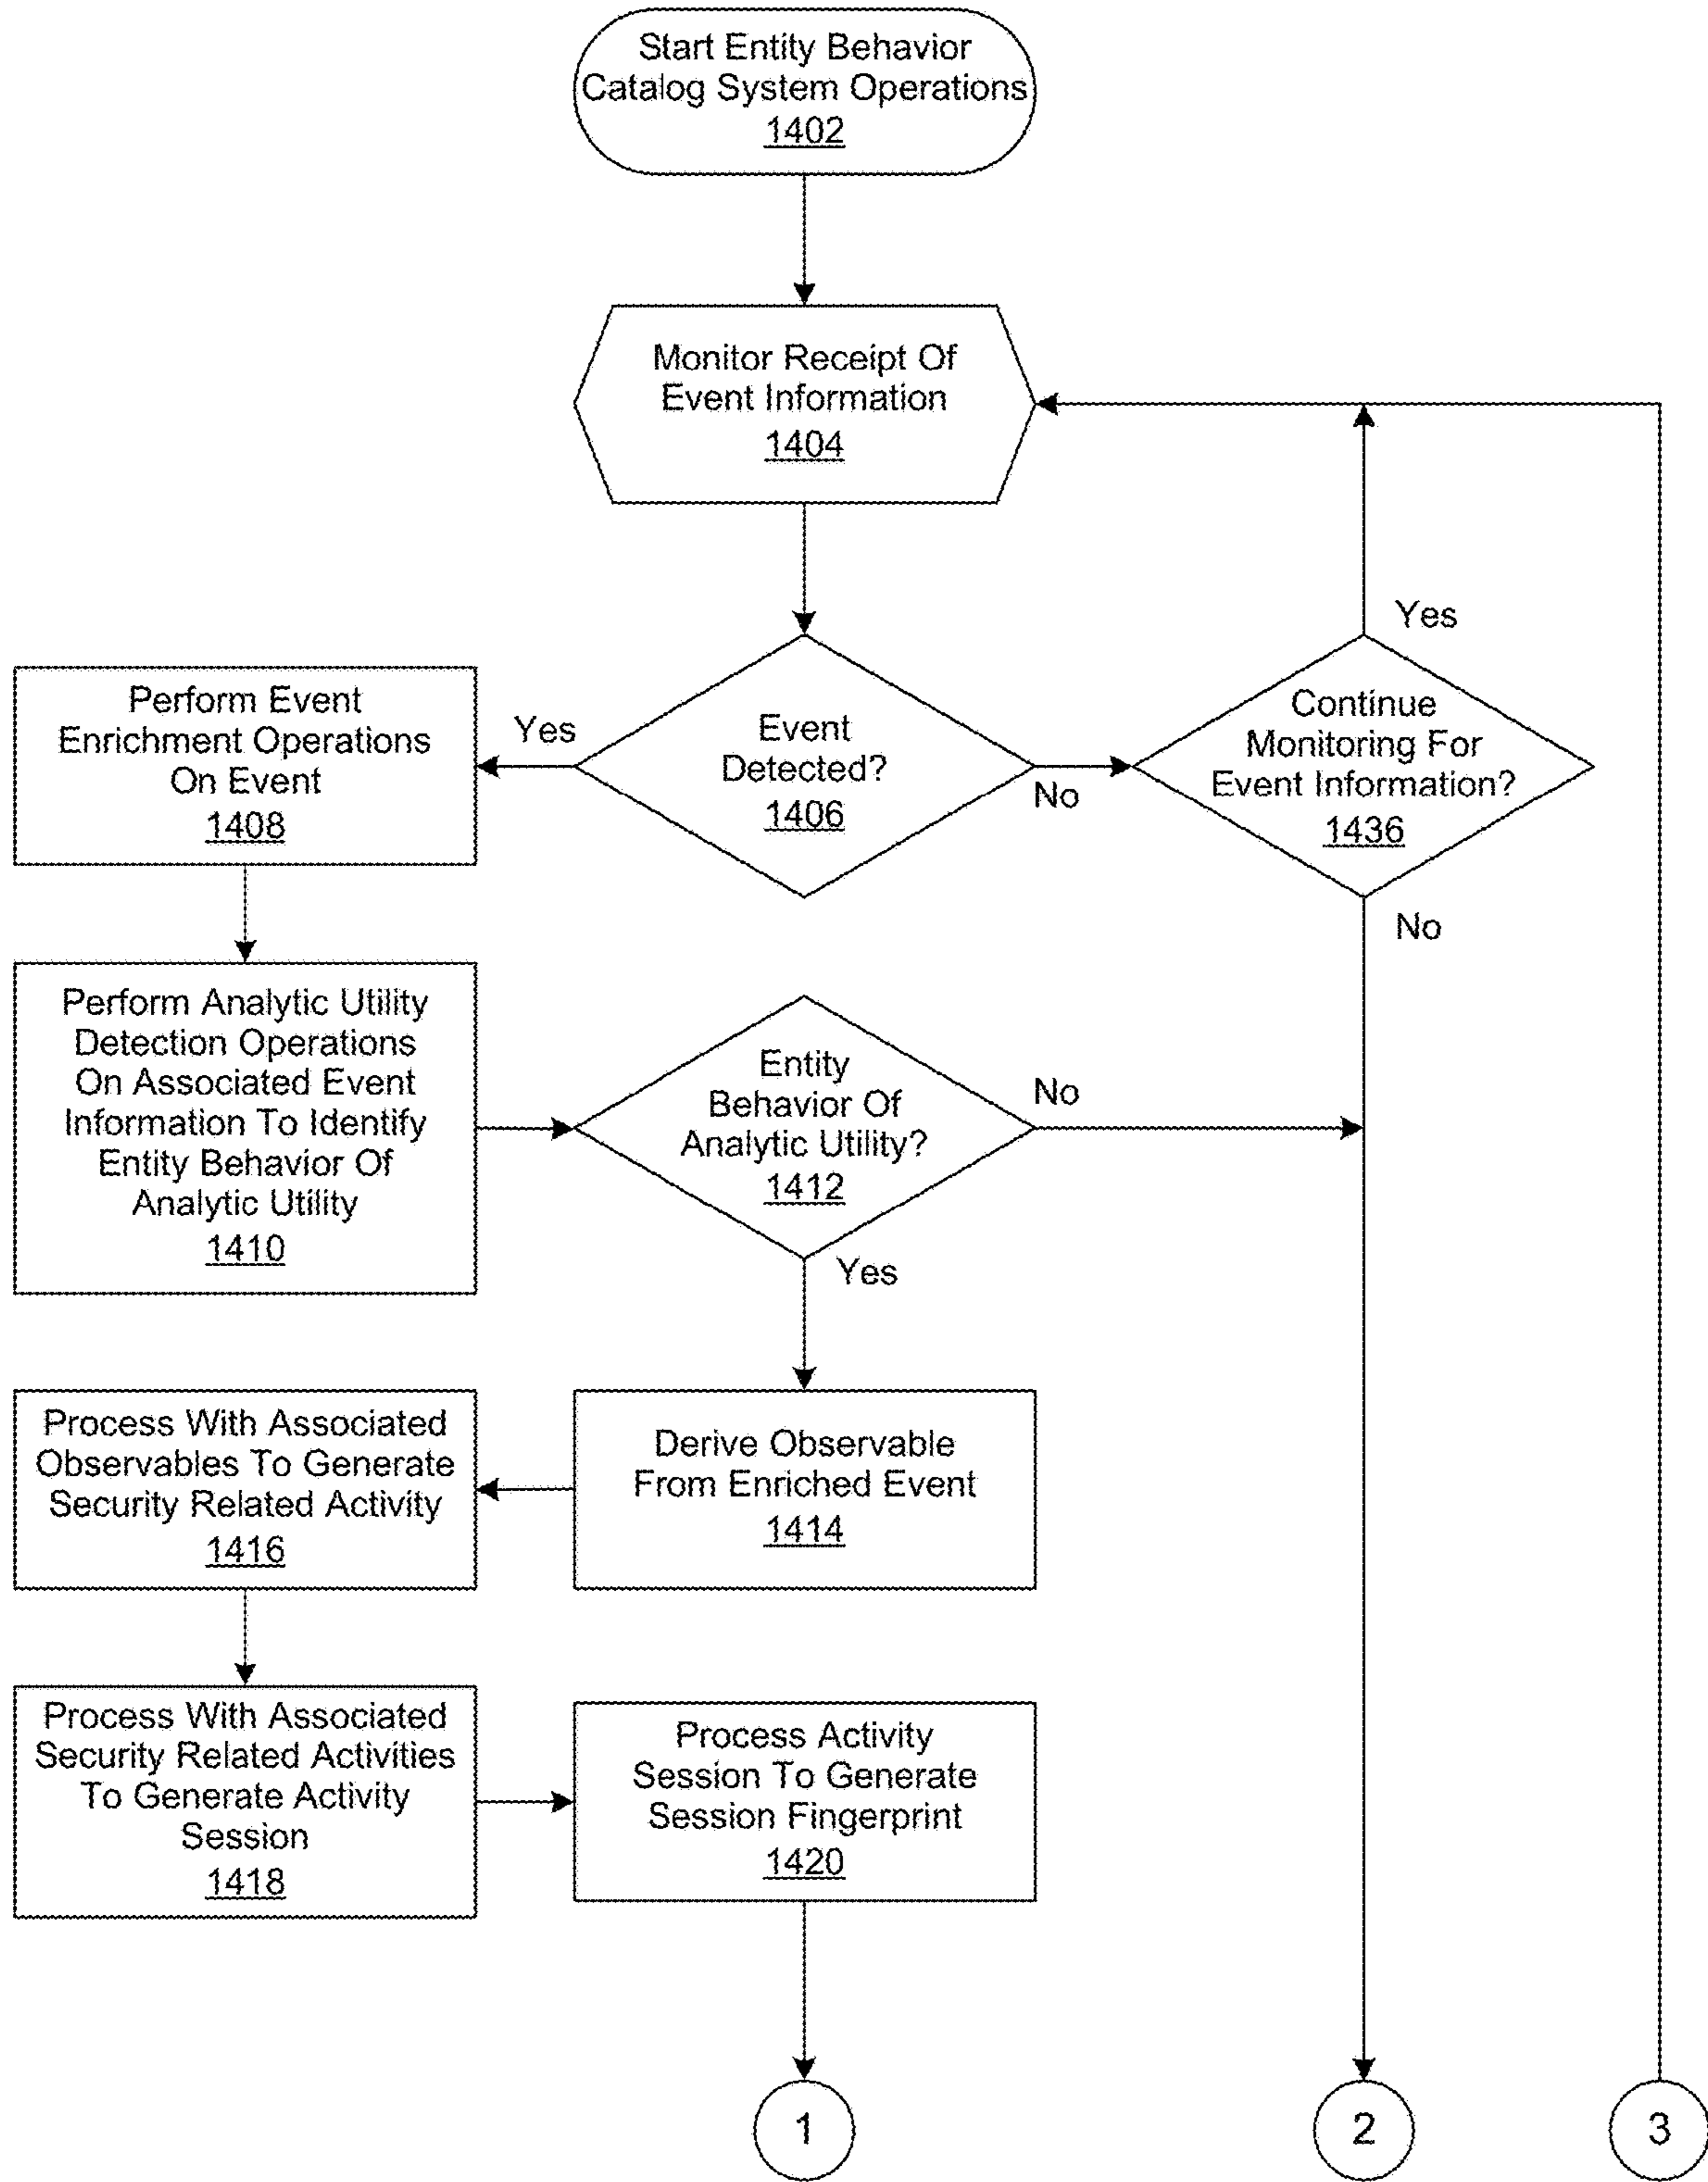 Start Entity Behavior
Catalog System Operations
1402
Monitor Receipt Of
Event Information
1404
Yes
Perform Event
Enrichment Operations
On Event
1408
Yes
Event
Detected?
1406
No
Continue
Monitoring For
Event Information?
1436
No
Perform Analytic Utility
Detection Operations
On Associated Event
Information To Identify
Entity Behavior Of
Analytic Utility
1410
Entity
Behavior Of
Analytic Utility?
1412
No
Yes
Process With Associated
Observables To Generate
Security Related Activity
1416
Derive Observable
From Enriched Event
1414
Process With Associated
Security Related Activities
To Generate Activity
Session
1418
Process Activity
Session To Generate
Session Fingerprint
1420
1
2
3